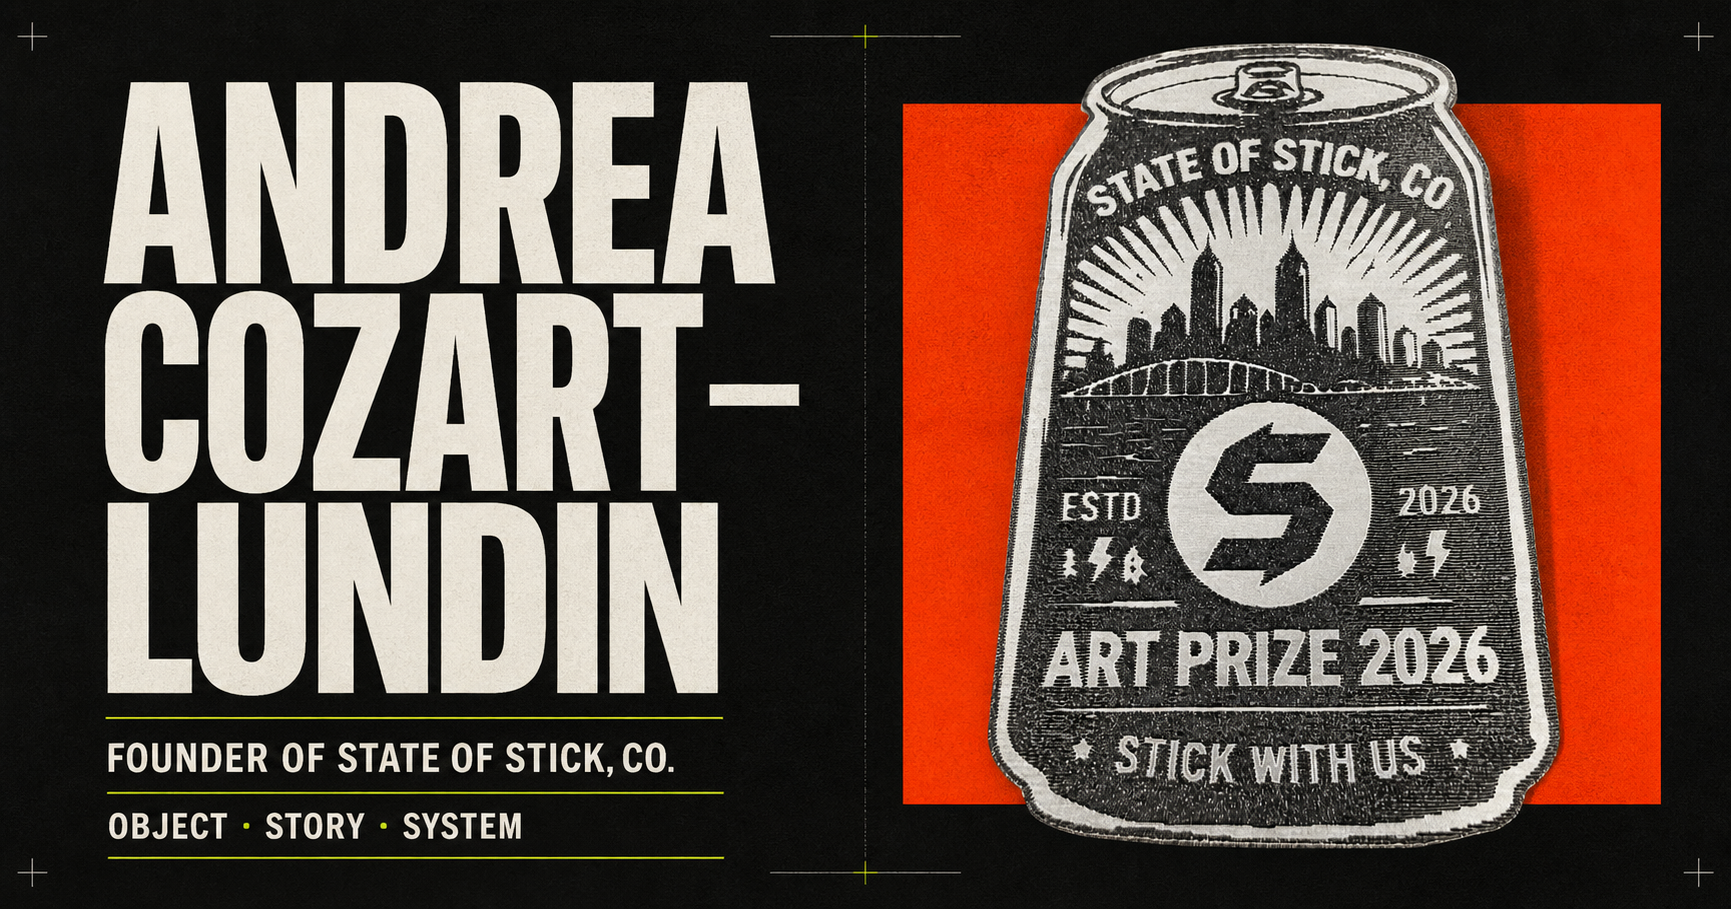 ANDREA
COZART—
LUNDIN
FOUNDER OF STATE OF STICK, CO.
OBJECT · STORY · SYSTEM
STATE OF STICK, CO.
S
ESTD
2026
ART PRIZE 2026
★ STICK WITH US ★